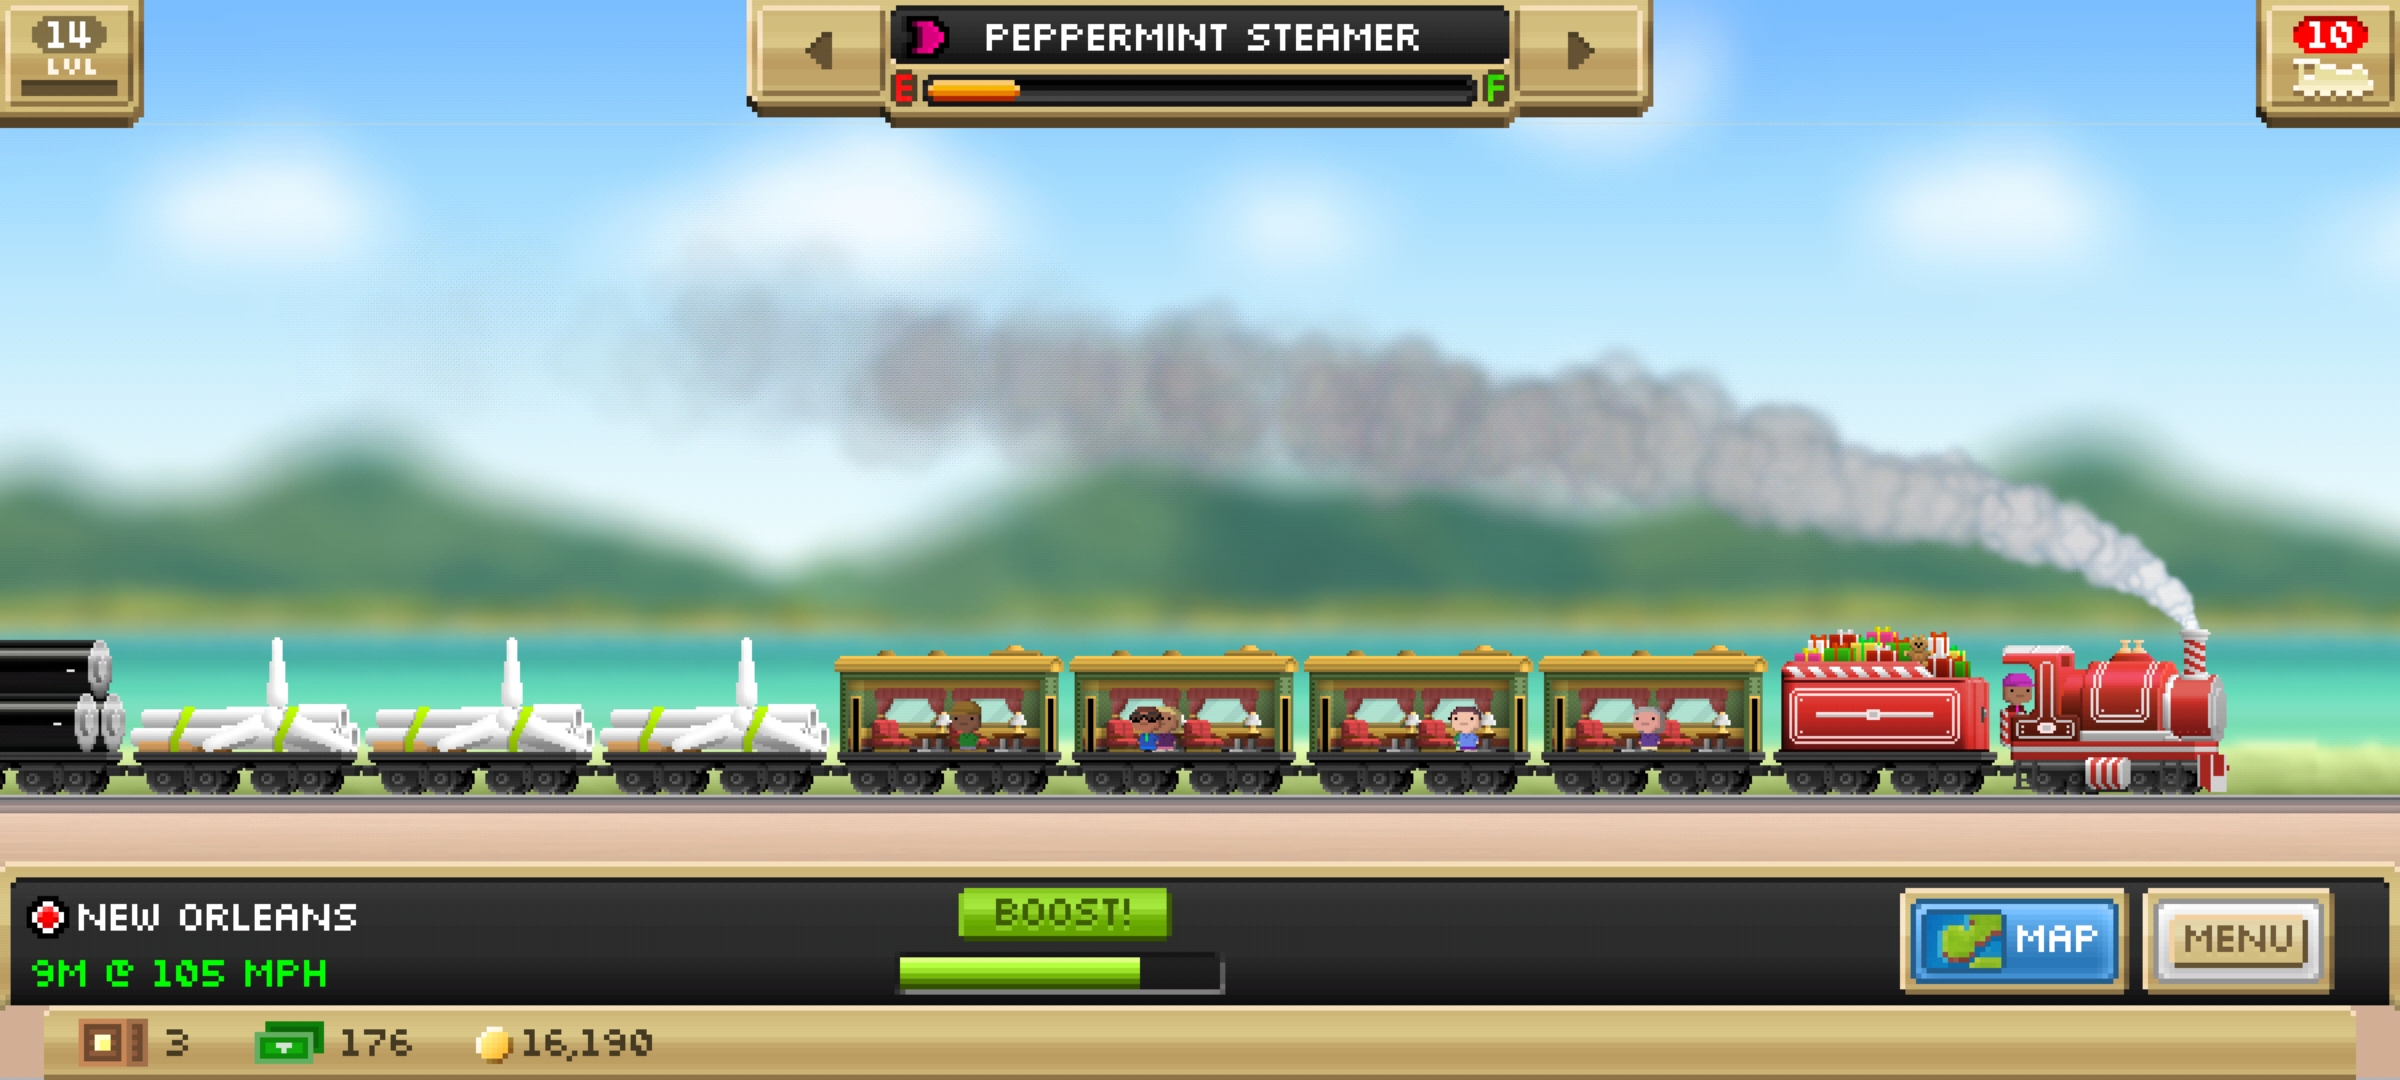 14
LVL
PEPPERMINT STEAMER
E F
10
NEW ORLEANS
9M @ 105 MPH
BOOST!
MAP
MENU
3
176
16,190